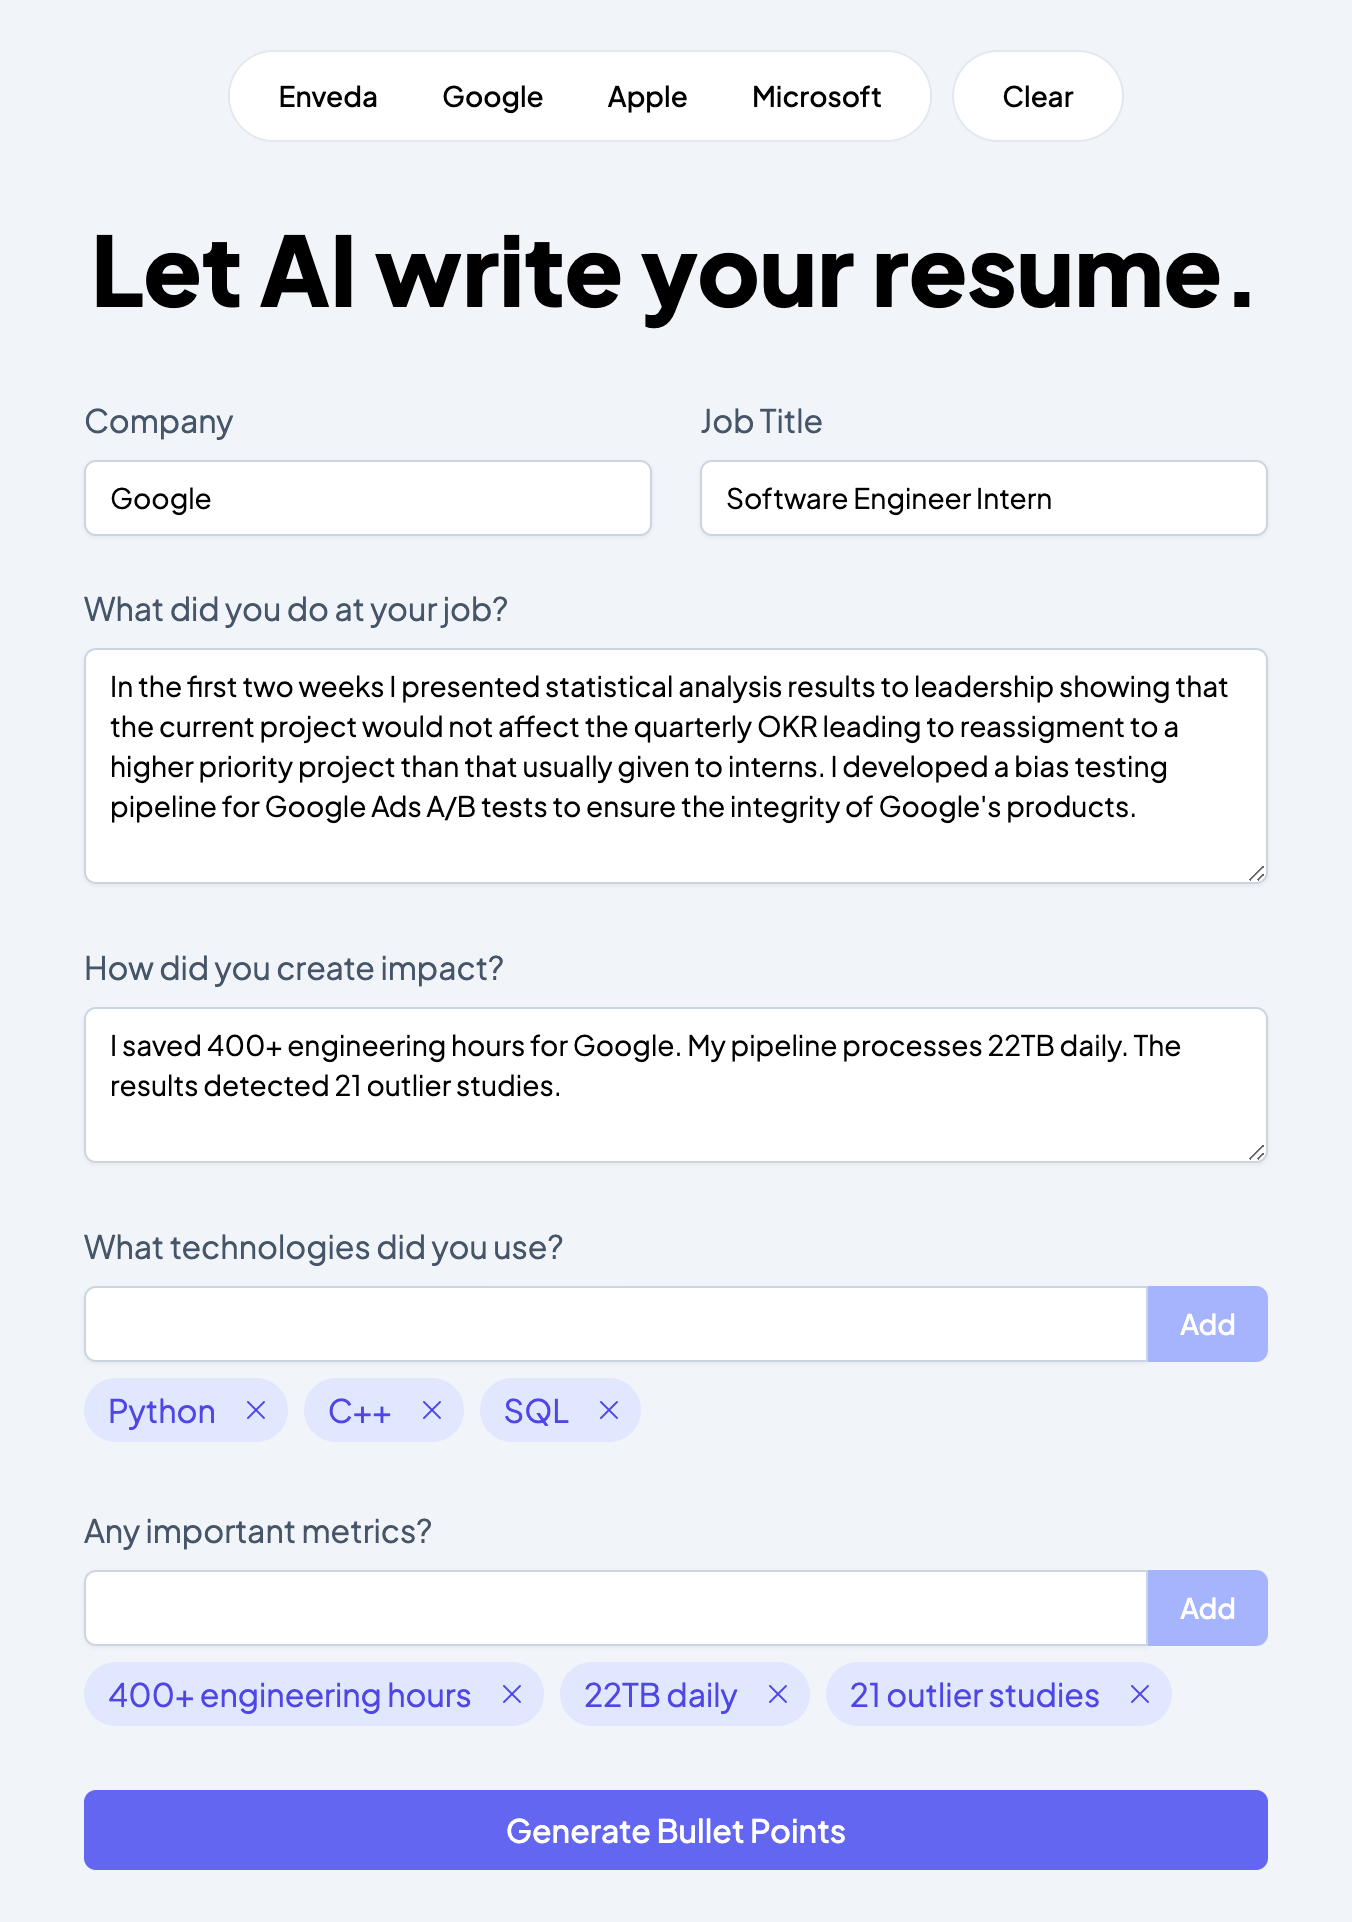 Enveda Google Apple Microsoft Clear
Let AI write your resume.
Company Job Title
Google Software Engineer Intern
What did you do at your job?
In the first two weeks I presented statistical analysis results to leadership showing that
the current project would not affect the quarterly OKR leading to reassigment to a
higher priority project than that usually given to interns. I developed a bias testing
pipeline for Google Ads A/B tests to ensure the integrity of Google's products.
How did you create impact?
I saved 400+ engineering hours for Google. My pipeline processes 22TB daily. The
results detected 21 outlier studies.
What technologies did you use?
Add
Python × C++ × SQL ×
Any important metrics?
Add
400+ engineering hours × 22TB daily × 21 outlier studies ×
Generate Bullet Points